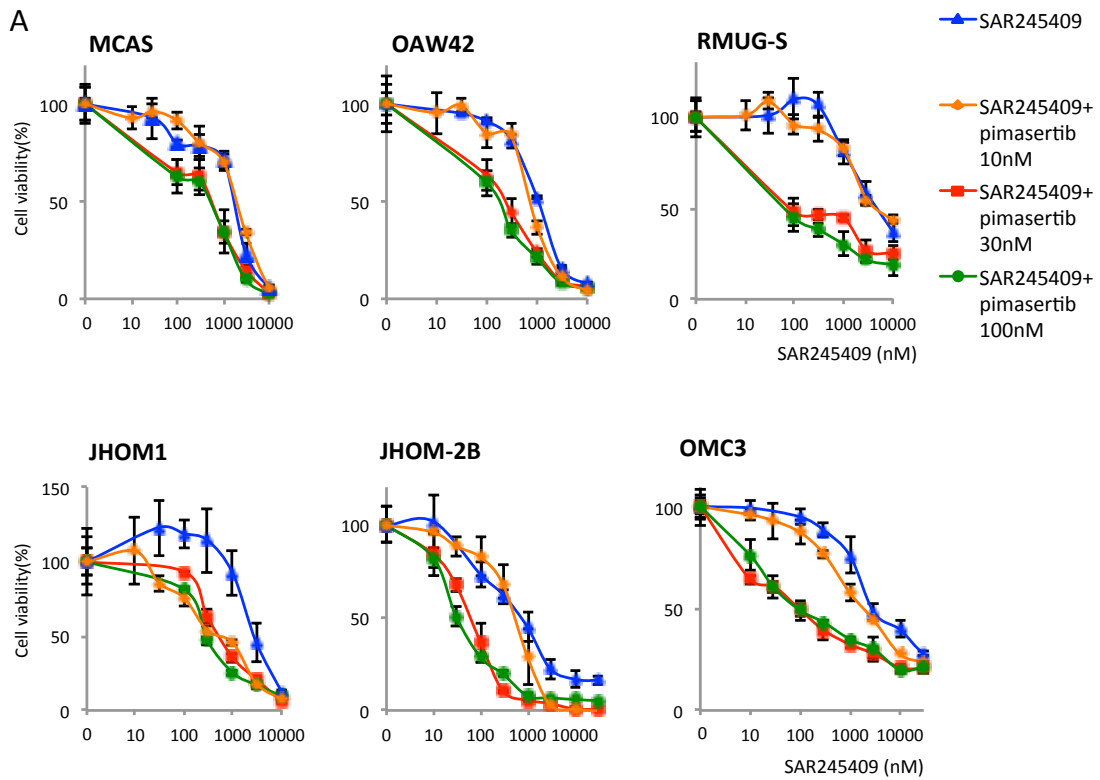 A
MCAS
OAW42
RMUG-S
SAR245409
SAR245409+
pimasertib
10nM
SAR245409+
pimasertib
30nM
SAR245409+
pimasertib
100nM
Cell viability(%)
100
50
0
0 10 100 1000 10000
100
50
0
0 10 100 1000 10000
100
50
0
0 10 100 1000 10000
SAR245409 (nM)
JHOM1
JHOM-2B
OMC3
Cell viability(%)
150
100
50
0
0 10 100 1000 10000
100
50
0
0 10 100 1000 10000
100
50
0
0 10 100 1000 10000
SAR245409 (nM)